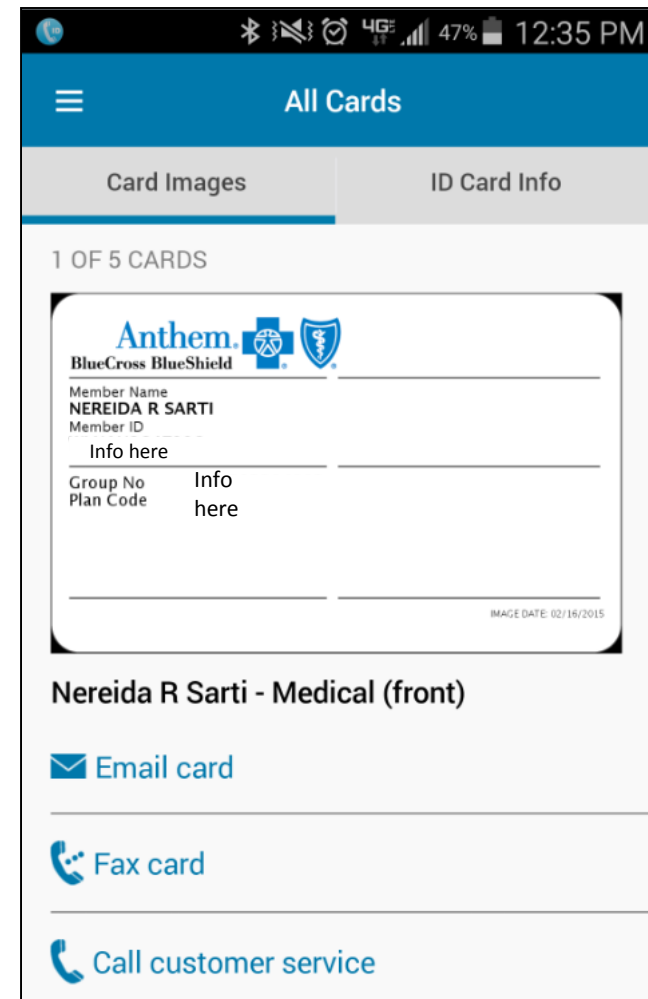 47% 12:35 PM
All Cards
Card Images ID Card Info
1 OF 5 CARDS
Anthem.
BlueCross BlueShield
Member Name
NEREIDA R SARTI
Member ID
Info here
Group No Info
Plan Code here
IMAGE DATE: 02/16/2015
Nereida R Sarti - Medical (front)
Email card
Fax card
Call customer service